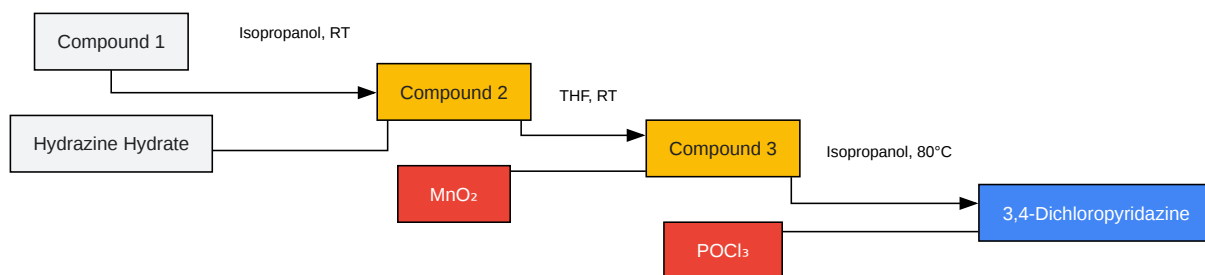 Compound 1
Isopropanol, RT
Compound 2
THF, RT
Hydrazine Hydrate
Compound 3
Isopropanol, 80°C
MnO₂
3,4-Dichloropyridazine
POCl₃